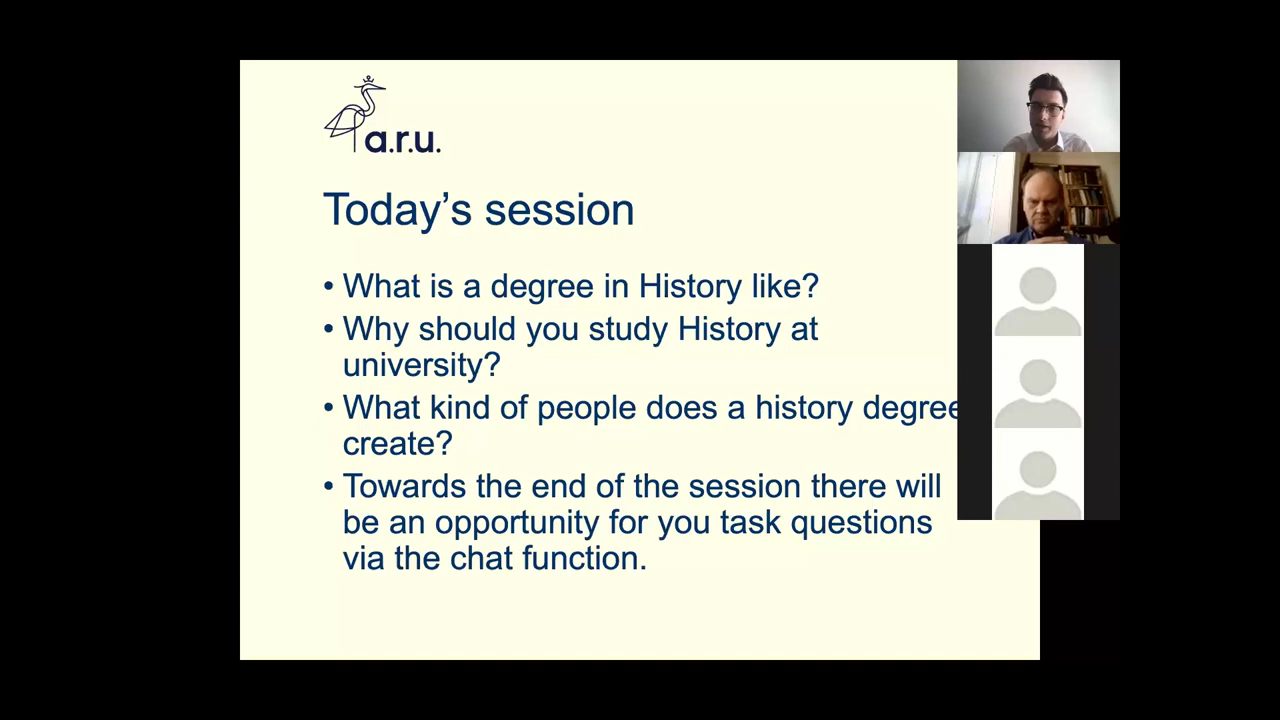 a.r.u.
Today’s session
• What is a degree in History like?
• Why should you study History at
university?
• What kind of people does a history degree
create?
• Towards the end of the session there will
be an opportunity for you task questions
via the chat function.